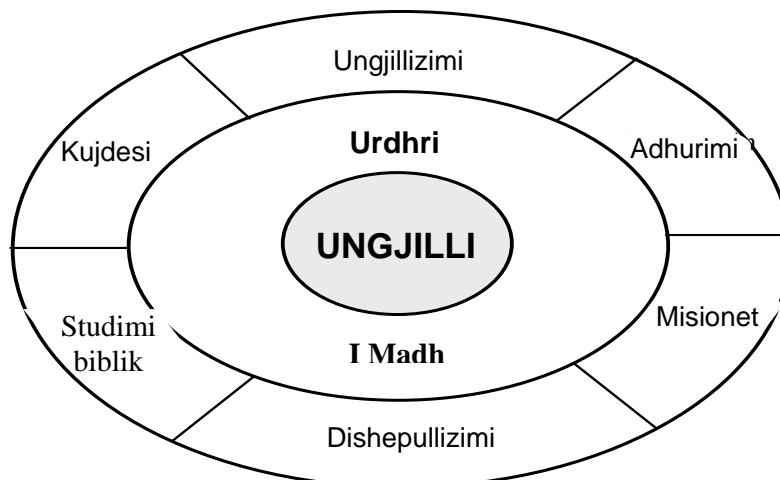 Ungjillizimi
Kujdesi
Urdhri
Adhurimi
UNGJILLI
Studimi
biblik
Misionet
I Madh
Dishepullizimi